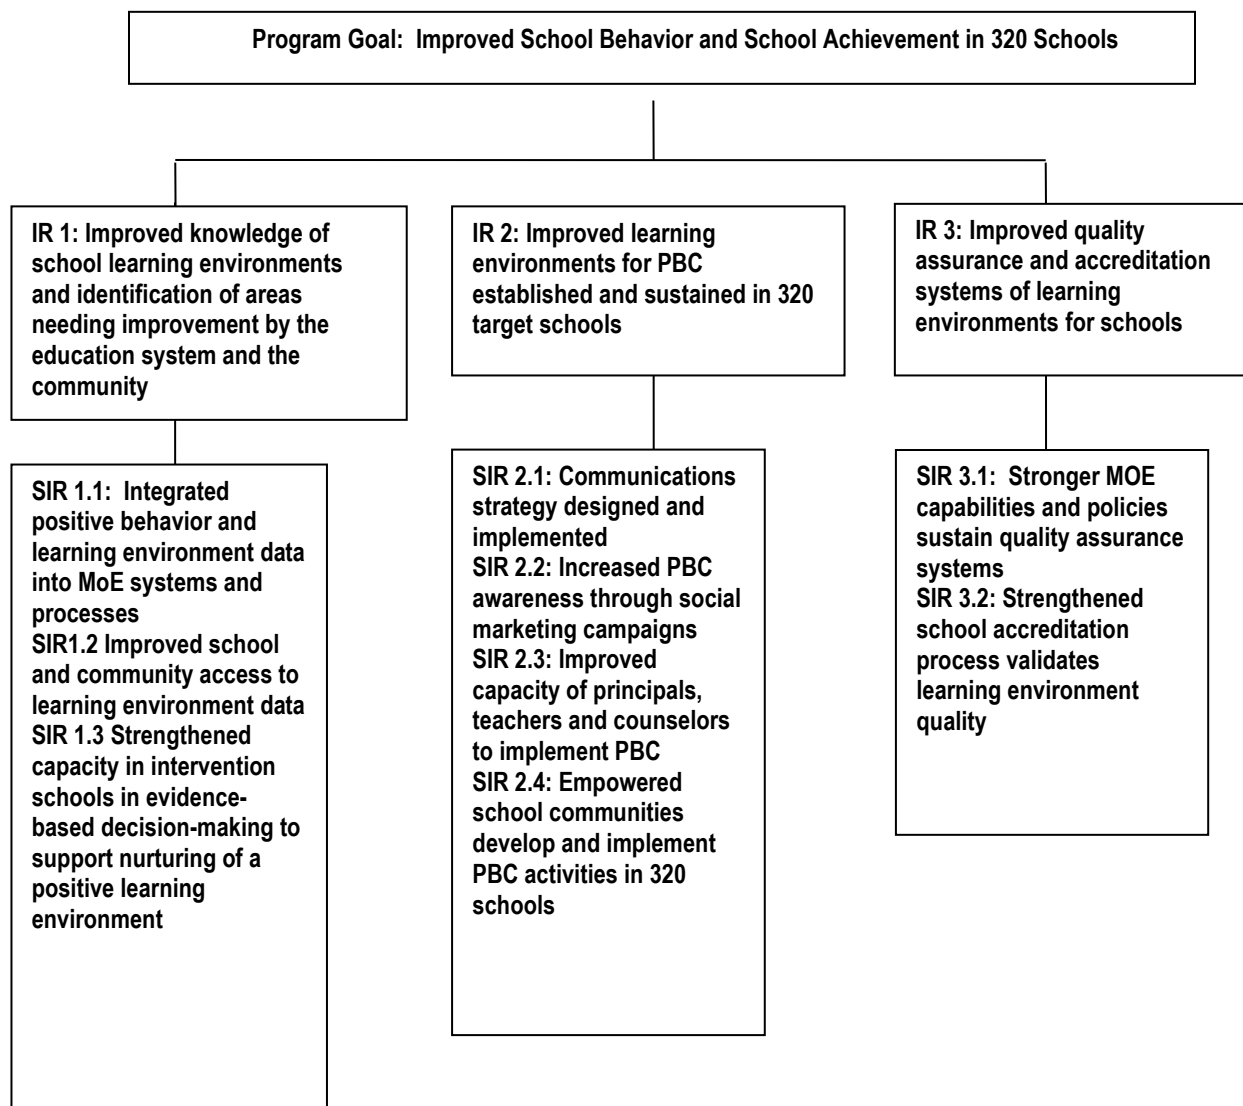 Program Goal:  Improved School Behavior and School Achievement in 320 Schools
IR 1: Improved knowledge of
school learning environments
and identification of areas
needing improvement by the
education system and the
community
IR 2: Improved learning
environments for PBC
established and sustained in 320
target schools
IR 3: Improved quality
assurance and accreditation
systems of learning
environments for schools
SIR 1.1:  Integrated
positive behavior and
learning environment data
into MoE systems and
processes
SIR1.2 Improved school
and community access to
learning environment data
SIR 1.3 Strengthened
capacity in intervention
schools in evidence-
based decision-making to
support nurturing of a
positive learning
environment
SIR 2.1: Communications
strategy designed and
implemented
SIR 2.2: Increased PBC
awareness through social
marketing campaigns
SIR 2.3: Improved
capacity of principals,
teachers and counselors
to implement PBC
SIR 2.4: Empowered
school communities
develop and implement
PBC activities in 320
schools
SIR 3.1:  Stronger MOE
capabilities and policies
sustain quality assurance
systems
SIR 3.2: Strengthened
school accreditation
process validates
learning environment
quality